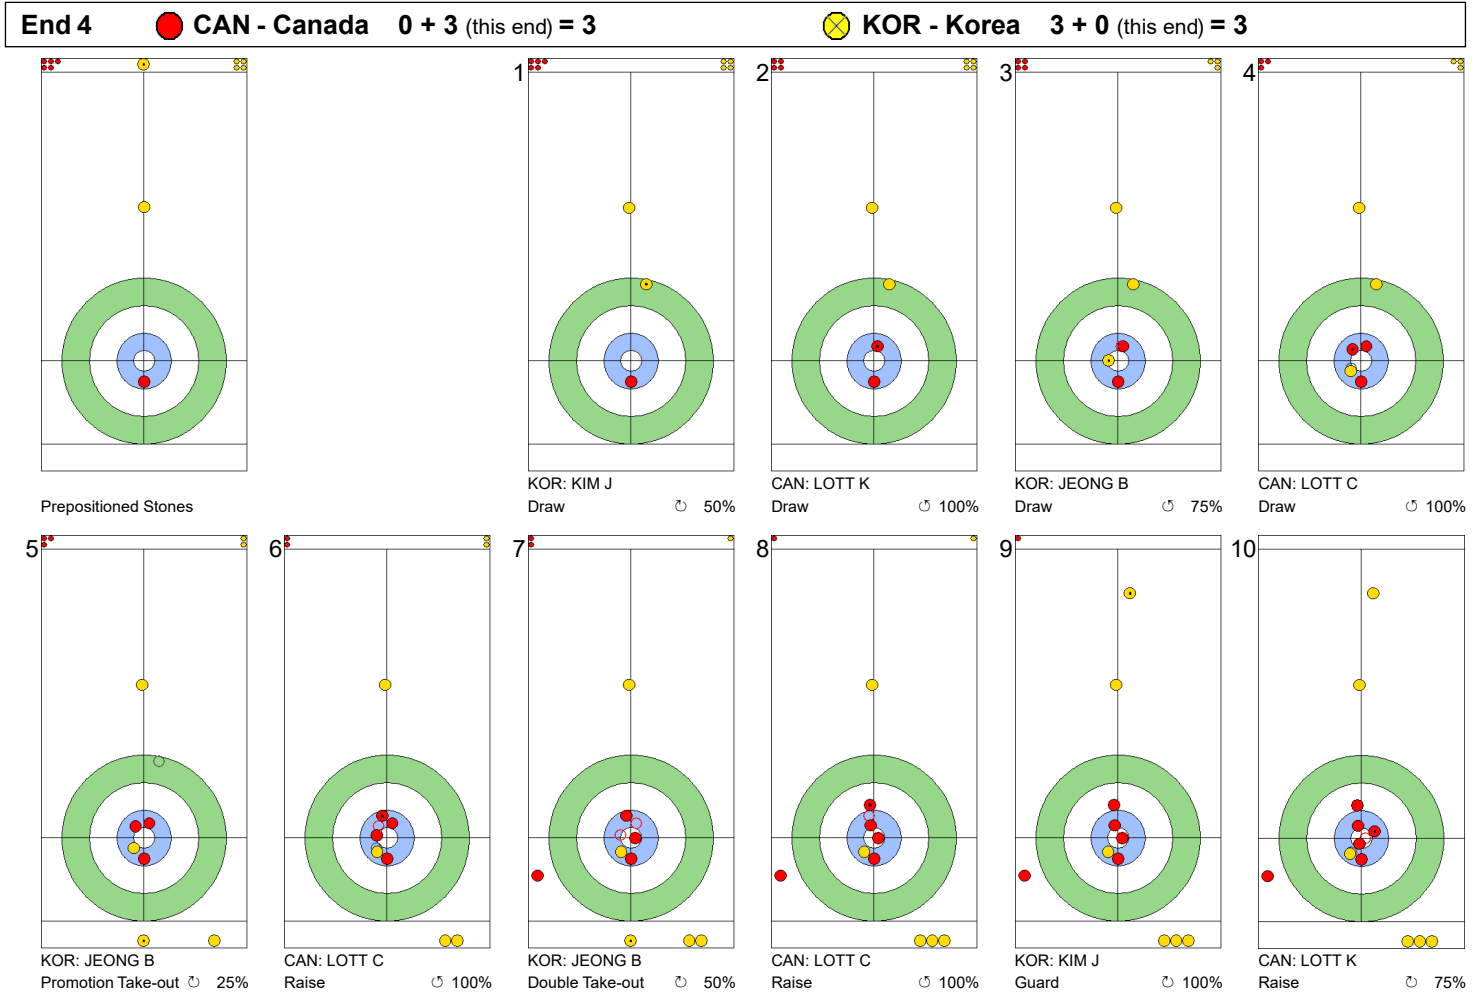 End 4 CAN - Canada 0 + 3 (this end) = 3 KOR - Korea 3 + 0 (this end) = 3
1 2 3 4
KOR: KIM J CAN: LOTT K KOR: JEONG B CAN: LOTT C
Prepositioned Stones Draw ↻ 50% Draw ↺ 100% Draw ↻ 75% Draw ↺ 100%
5 6 7 8 9 10
KOR: JEONG B CAN: LOTT C KOR: JEONG B CAN: LOTT C KOR: KIM J CAN: LOTT K
Promotion Take-out ↻ 25% Raise ↺ 100% Double Take-out ↻ 50% Raise ↺ 100% Guard ↻ 100% Raise ↻ 75%